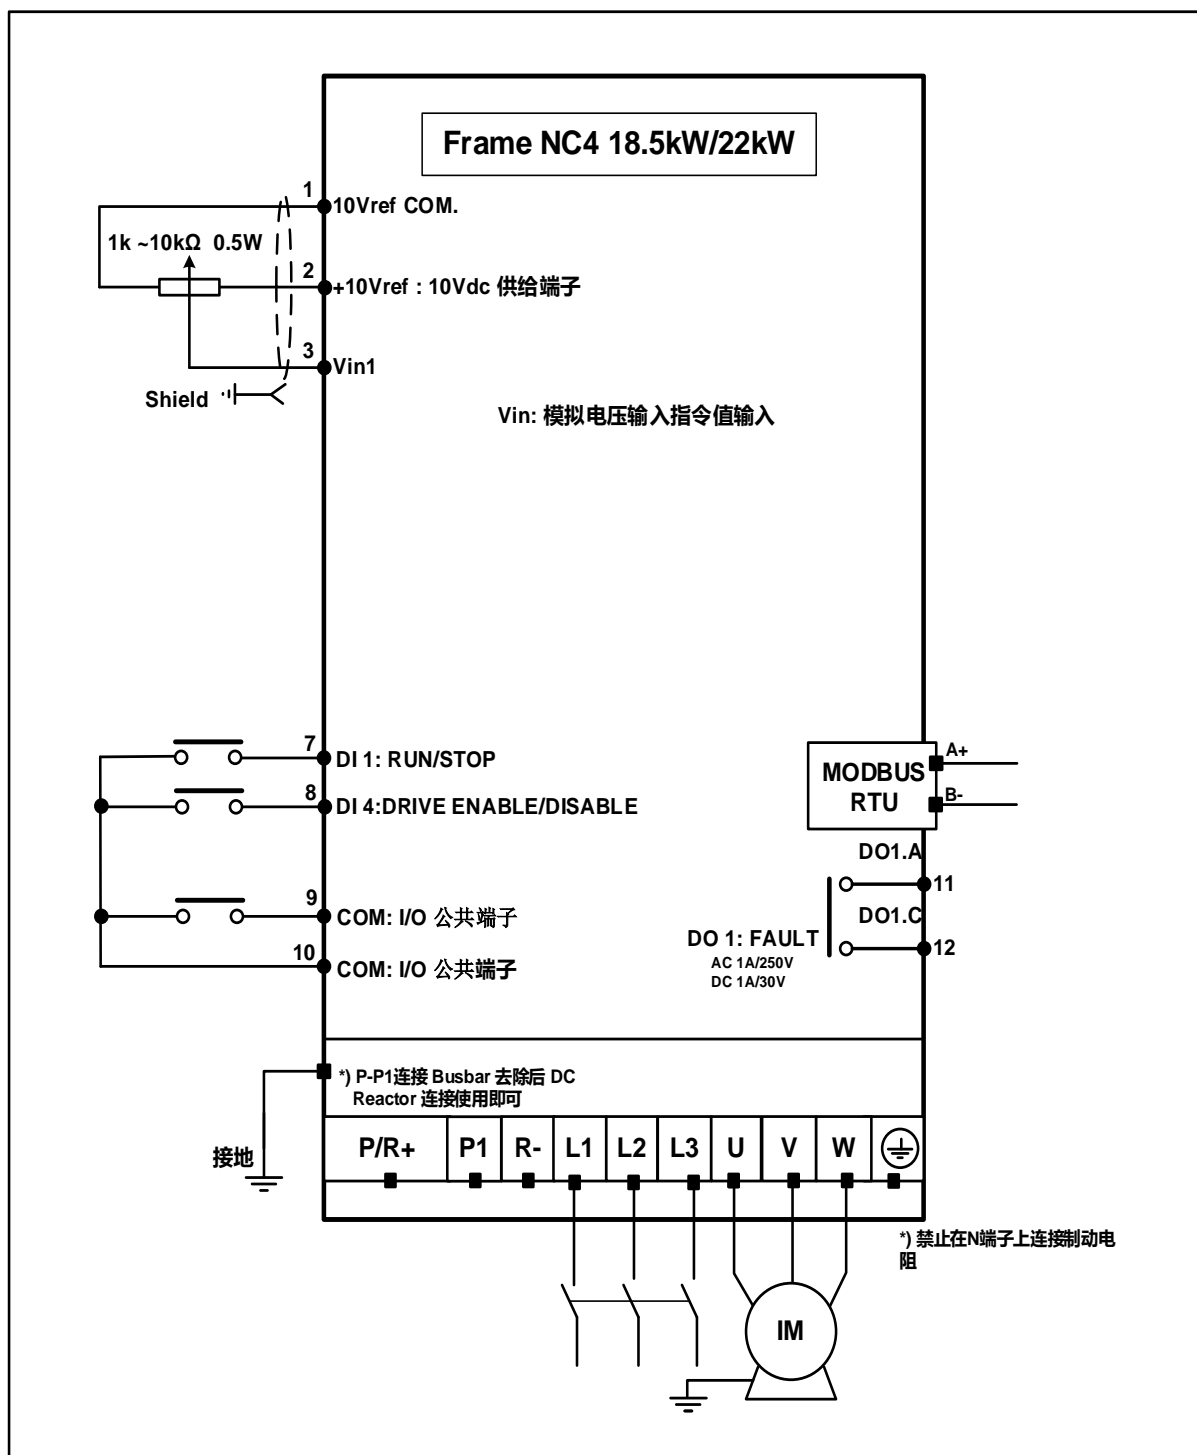 Frame NC4 18.5kW/22kW
1
10Vref COM.
1k ~10kΩ 0.5W
2
+10Vref : 10Vdc 供给端子
3
Vin1
Shield
Vin: 模拟电压输入指令值输入
7
DI 1: RUN/STOP
8
DI 4:DRIVE ENABLE/DISABLE
9
COM: I/O 公共端子
10
COM: I/O 公共端子
MODBUS
RTU
A+
B-
DO1.A
11
DO1.C
12
DO 1: FAULT
AC 1A/250V
DC 1A/30V
*) P-P1连接 Busbar 去除后 DC
Reactor 连接使用即可
接地
P/R+ P1 R- L1 L2 L3 U V W
*) 禁止在N端子上连接制动电
阻
IM